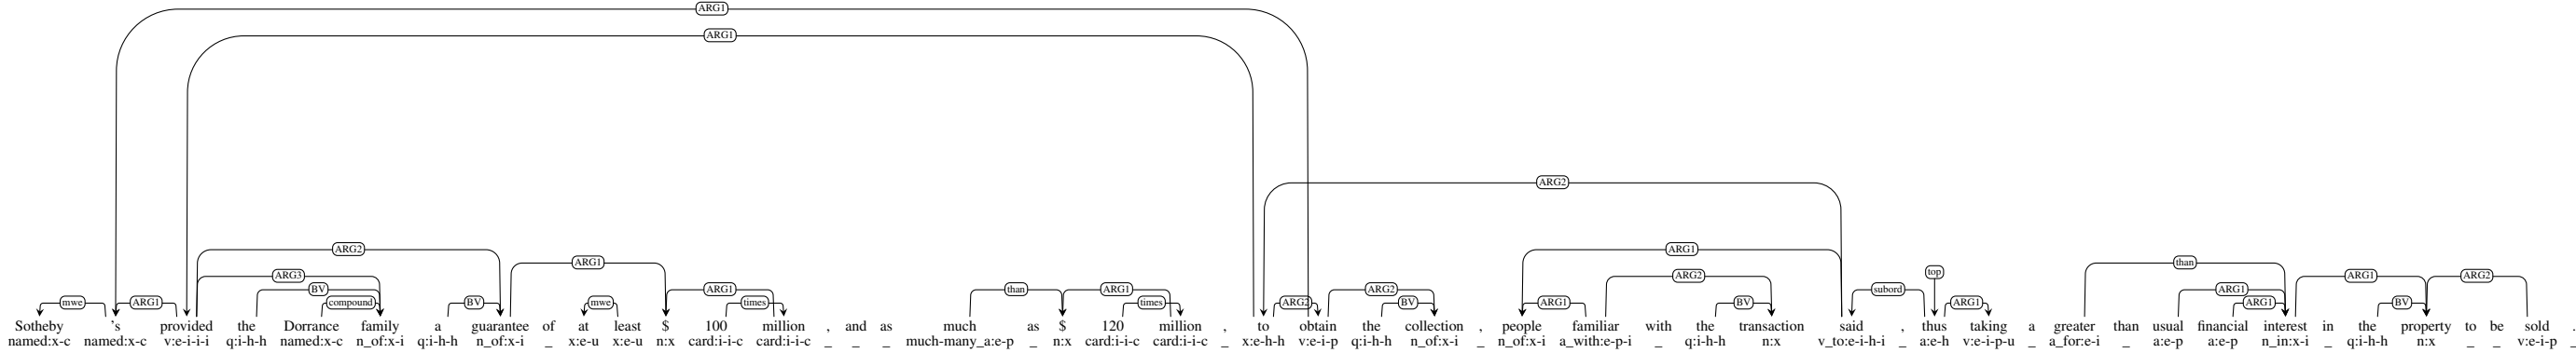 ARG1
ARG1
ARG2
ARG2 ARG1
ARG1 than
ARG3 ARG2 top
BV ARG1 than ARG1 ARG2 subord ARG1 ARG1 ARG2
mwe ARG1 compound BV mwe times times ARG2 BV ARG1 BV ARG1 ARG1 BV
Sotheby 's provided the Dorrance family a guarantee of at least $ 100 million , and as much as $ 120 million , to obtain the collection , people familiar with the transaction said , thus taking a greater than usual financial interest in the property to be sold .
named:x-c named:x-c v:e-i-i-i q:i-h-h named:x-c n_of:x-i q:i-h-h n_of:x-i _ x:e-u x:e-u n:x card:i-i-c card:i-i-c _ _ _ much-many_a:e-p _ n:x card:i-i-c card:i-i-c _ x:e-h-h v:e-i-p q:i-h-h n_of:x-i _ n_of:x-i a_with:e-p-i _ q:i-h-h n:x v_to:e-i-h-i _ a:e-h v:e-i-p-u _ a_for:e-i _ a:e-p a:e-p n_in:x-i _ q:i-h-h n:x _ _ v:e-i-p _